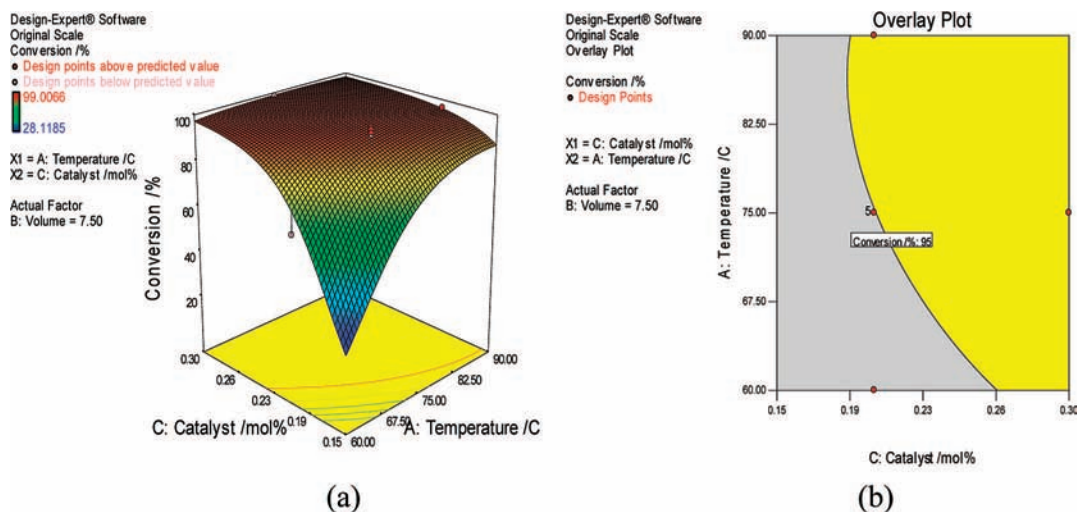 Design-Expert® Software
Original Scale
Conversion /%
Design points above predicted value
Design points below predicted value
99.0066
28.1185
X1 = A: Temperature /C
X2 = C: Catalyst /mol%
Actual Factor
B: Volume = 7.50
Conversion /%
100
80
60
40
20
0.30
0.26
0.23
0.19
0.15
60.00
67.50
75.00
82.50
90.00
C: Catalyst /mol%
A: Temperature /C
(a)
Design-Expert® Software
Original Scale
Overlay Plot
Conversion /%
Design Points
X1 = C: Catalyst /mol%
X2 = A: Temperature /C
Actual Factor
B: Volume = 7.50
Overlay Plot
A: Temperature /C
90.00
82.50
75.00
67.50
60.00
5
Conversion /%: 95
0.15
0.19
0.23
0.26
0.30
C: Catalyst /mol%
(b)